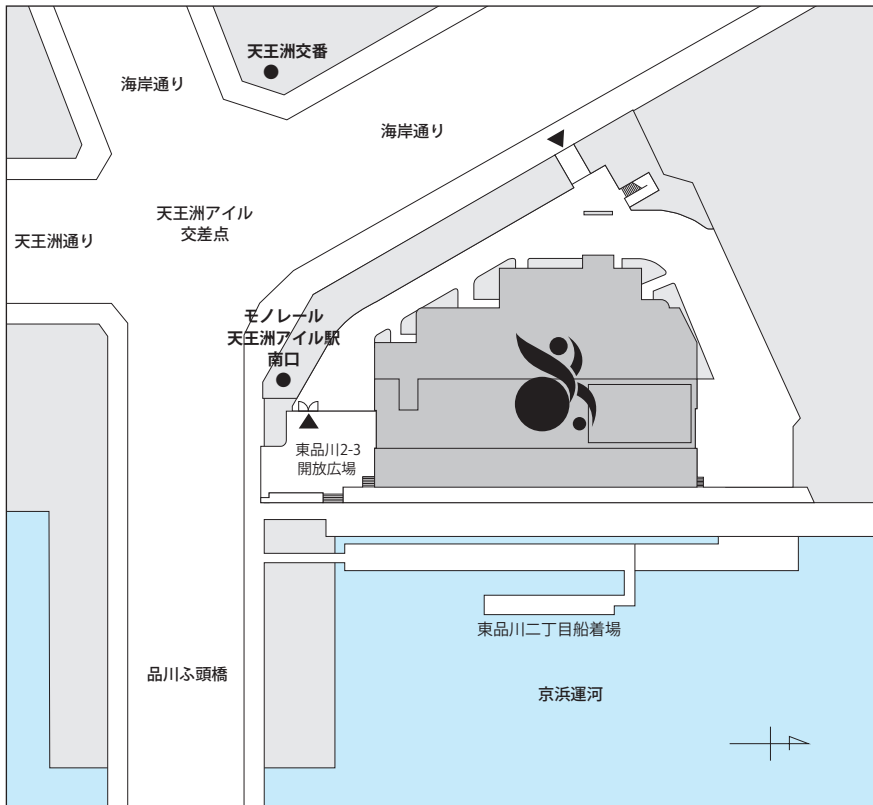 天王洲交番
海岸通り
海岸通り
天王洲アイル
交差点
天王洲通り
モノレール
天王洲アイル駅
南口
東品川2-3
開放広場
東品川二丁目船着場
品川ふ頭橋
京浜運河